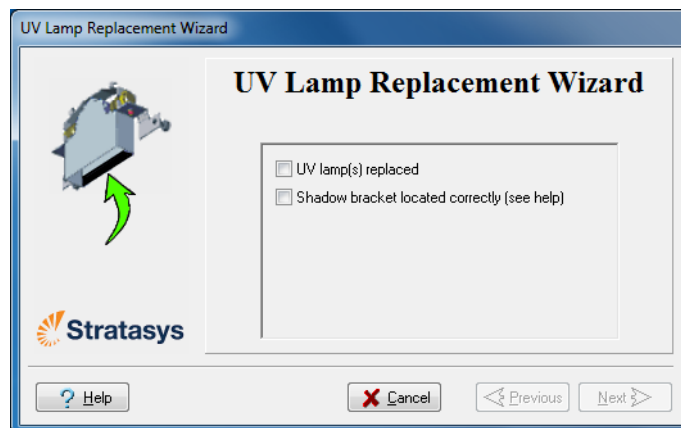 UV Lamp Replacement Wizard
UV Lamp Replacement Wizard
UV lamp(s) replaced
Shadow bracket located correctly (see help)
Stratasys
? Help
Cancel
Previous
Next